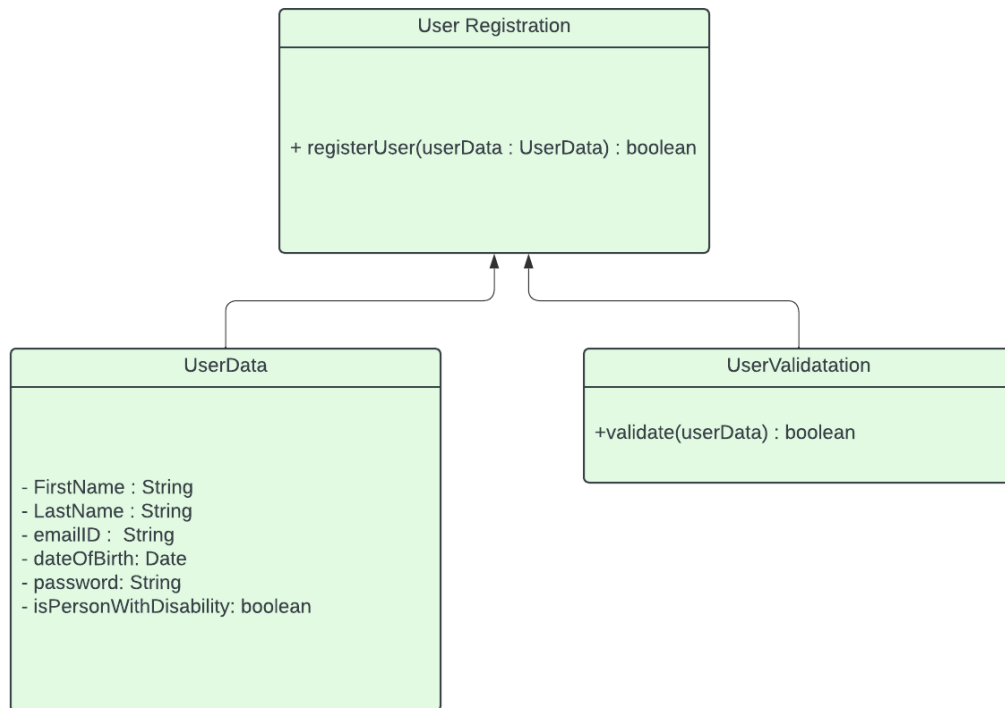 User Registration
+ registerUser(userData : UserData) : boolean
UserData
- FirstName : String
- LastName : String
- emailID :  String
- dateOfBirth: Date
- password: String
- isPersonWithDisability: boolean
UserValidatation
+validate(userData) : boolean